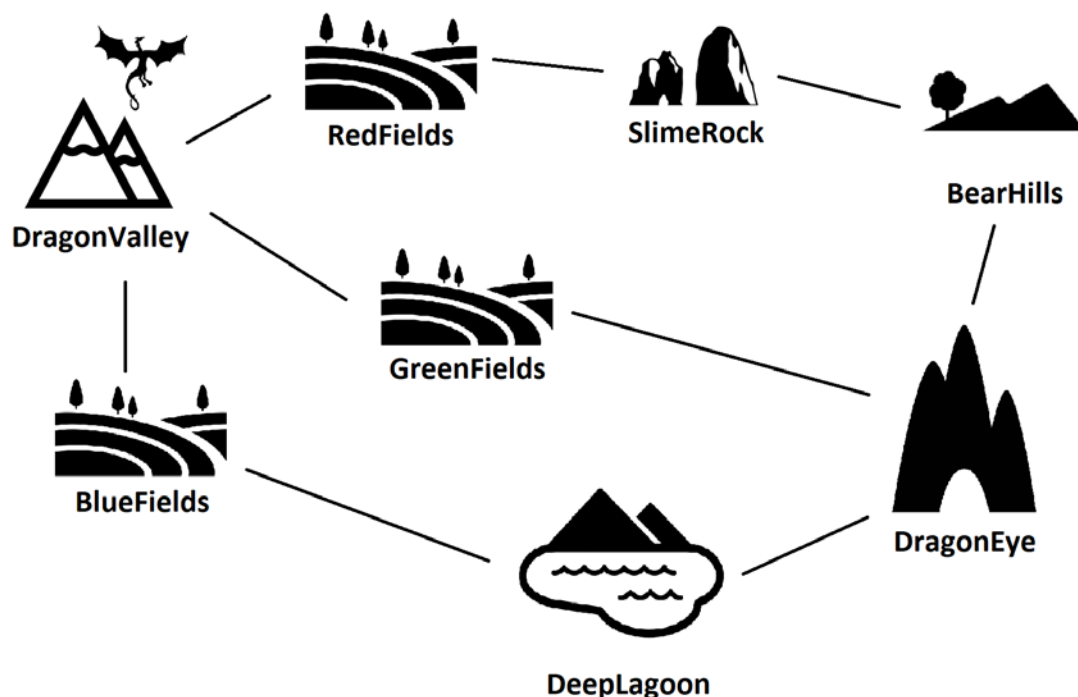 RedFields
SlimeRock
BearHills
DragonValley
GreenFields
BlueFields
DragonEye
DeepLagoon